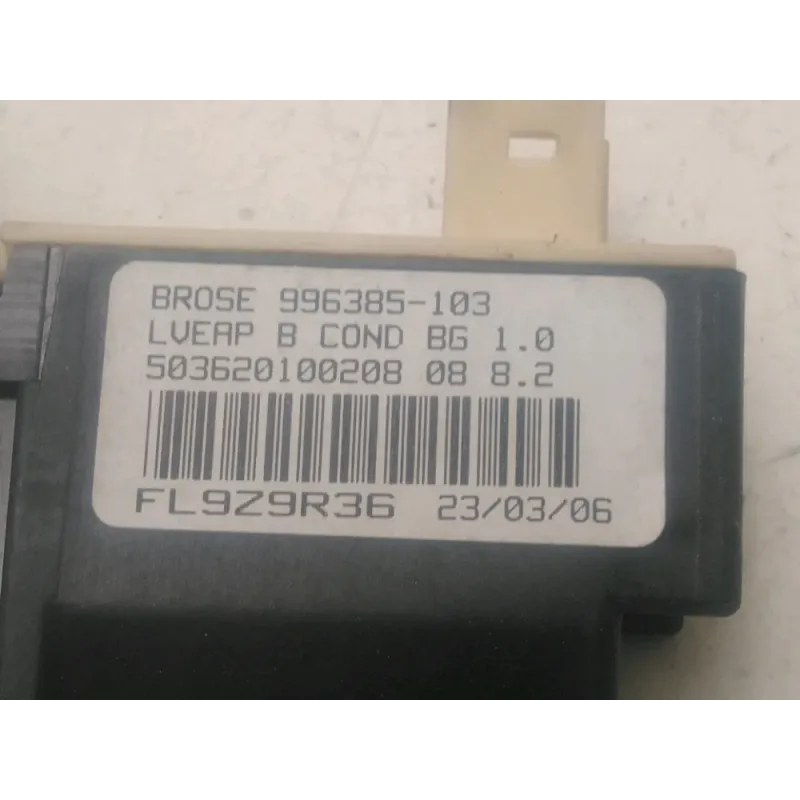 BROSE 996385-103
LVEAP B COND BG 1.0
503620100208 08 8.2
FL9Z9R36 23/03/06